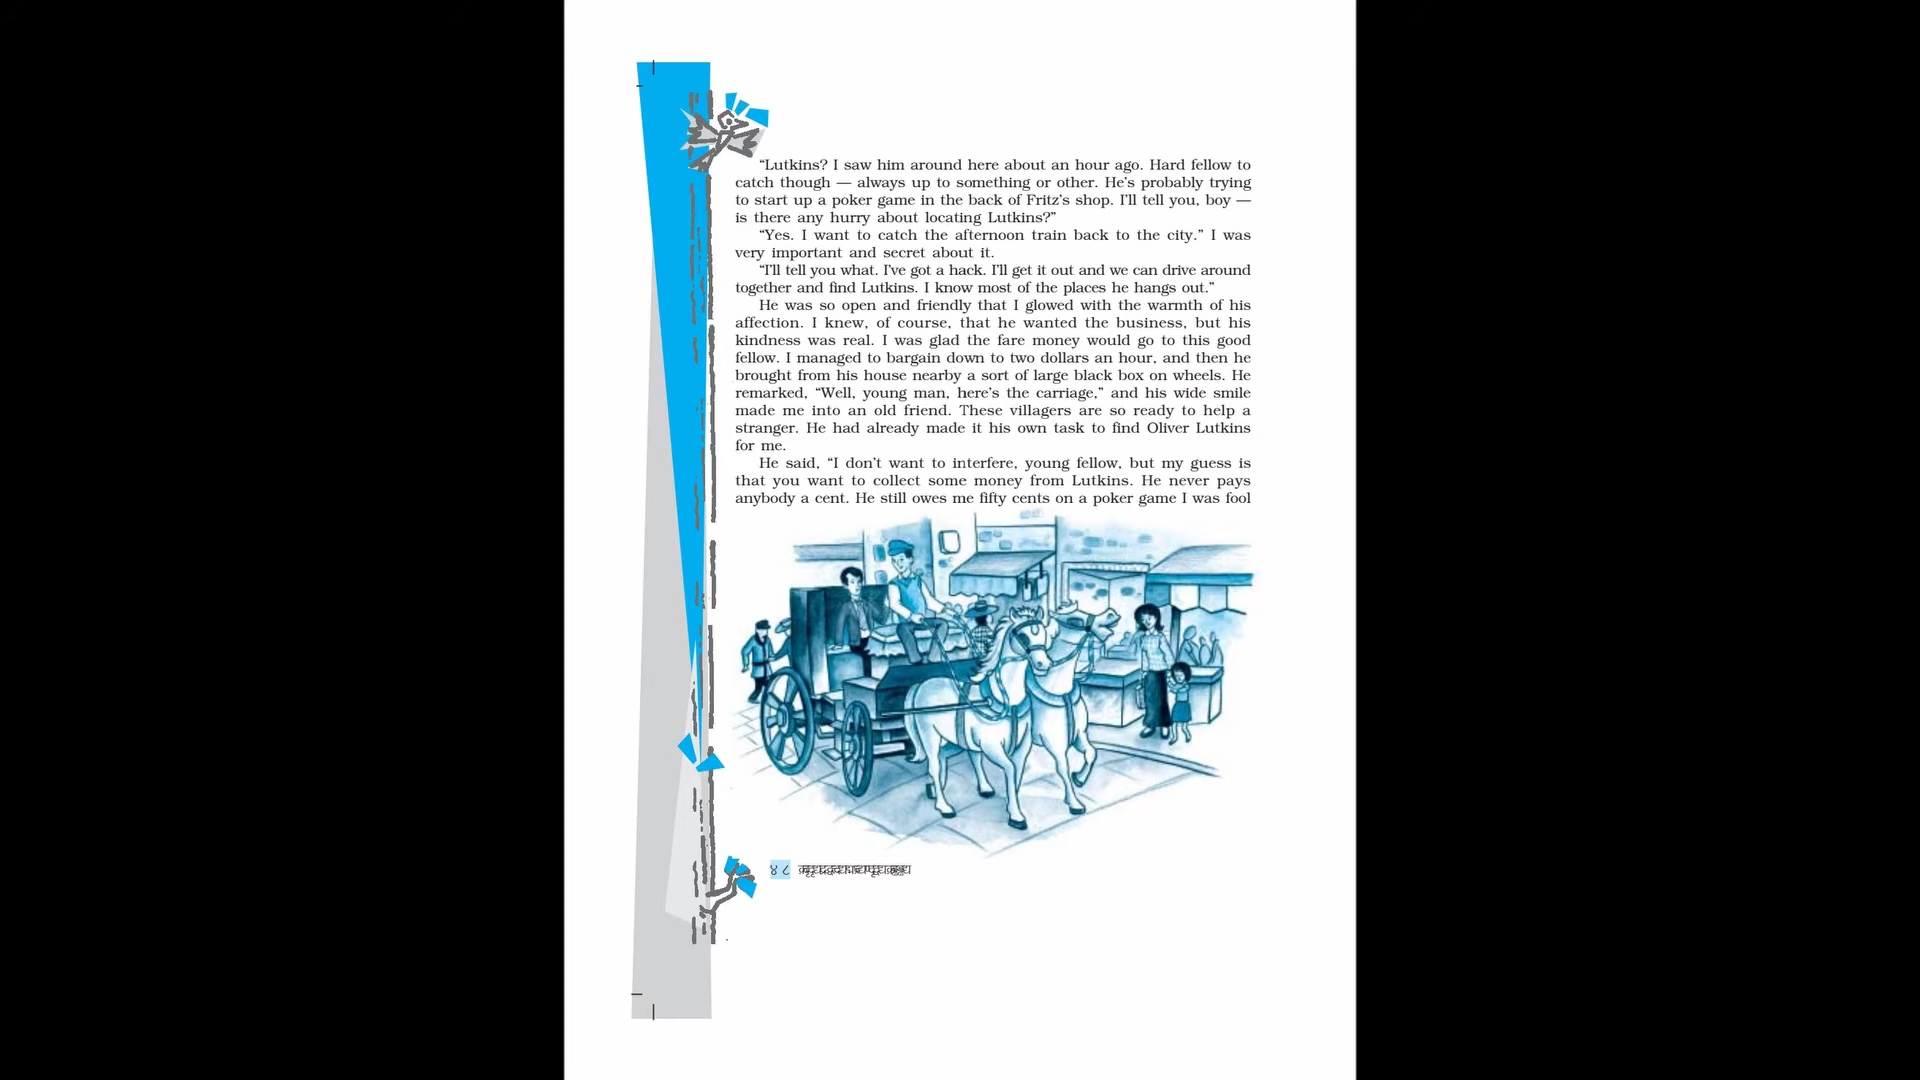 “Lutkins? I saw him around here about an hour ago. Hard fellow to
catch though — always up to something or other. He’s probably trying
to start up a poker game in the back of Fritz’s shop. I’ll tell you, boy —
is there any hurry about locating Lutkins?”
“Yes. I want to catch the afternoon train back to the city.” I was
very important and secret about it.
“I’ll tell you what. I’ve got a hack. I’ll get it out and we can drive around
together and find Lutkins. I know most of the places he hangs out.”
He was so open and friendly that I glowed with the warmth of his
affection. I knew, of course, that he wanted the business, but his
kindness was real. I was glad the fare money would go to this good
fellow. I managed to bargain down to two dollars an hour, and then he
brought from his house nearby a sort of large black box on wheels. He
remarked, “Well, young man, here’s the carriage,” and his wide smile
made me into an old friend. These villagers are so ready to help a
stranger. He had already made it his own task to find Oliver Lutkins
for me.
He said, “I don’t want to interfere, young fellow, but my guess is
that you want to collect some money from Lutkins. He never pays
anybody a cent. He still owes me fifty cents on a poker game I was fool